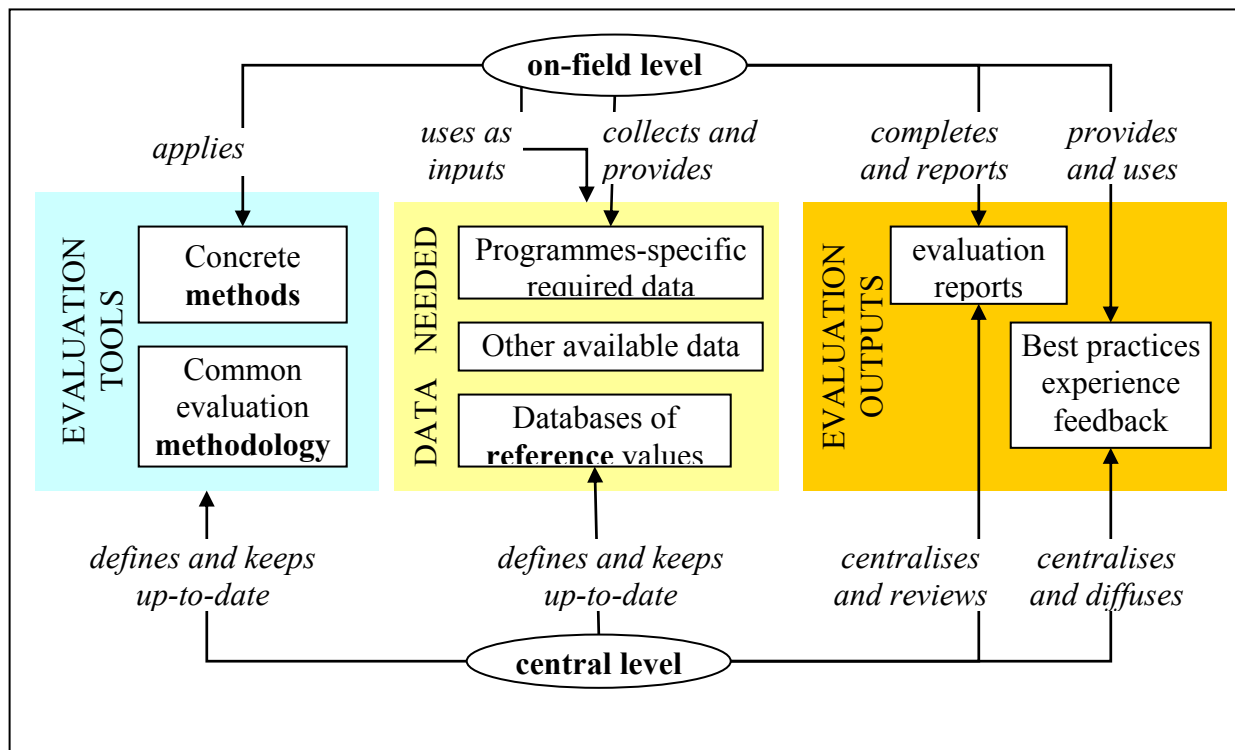 on-field level
applies
uses as
inputs
collects and
provides
completes
and reports
provides
and uses
EVALUATION
TOOLS
Concrete
methods
Common
evaluation
methodology
DATA NEEDED
Programmes-specific
required data
Other available data
Databases of
reference values
EVALUATION
OUTPUTS
evaluation
reports
Best practices
experience
feedback
defines and keeps
up-to-date
defines and keeps
up-to-date
centralises
and reviews
centralises
and diffuses
central level